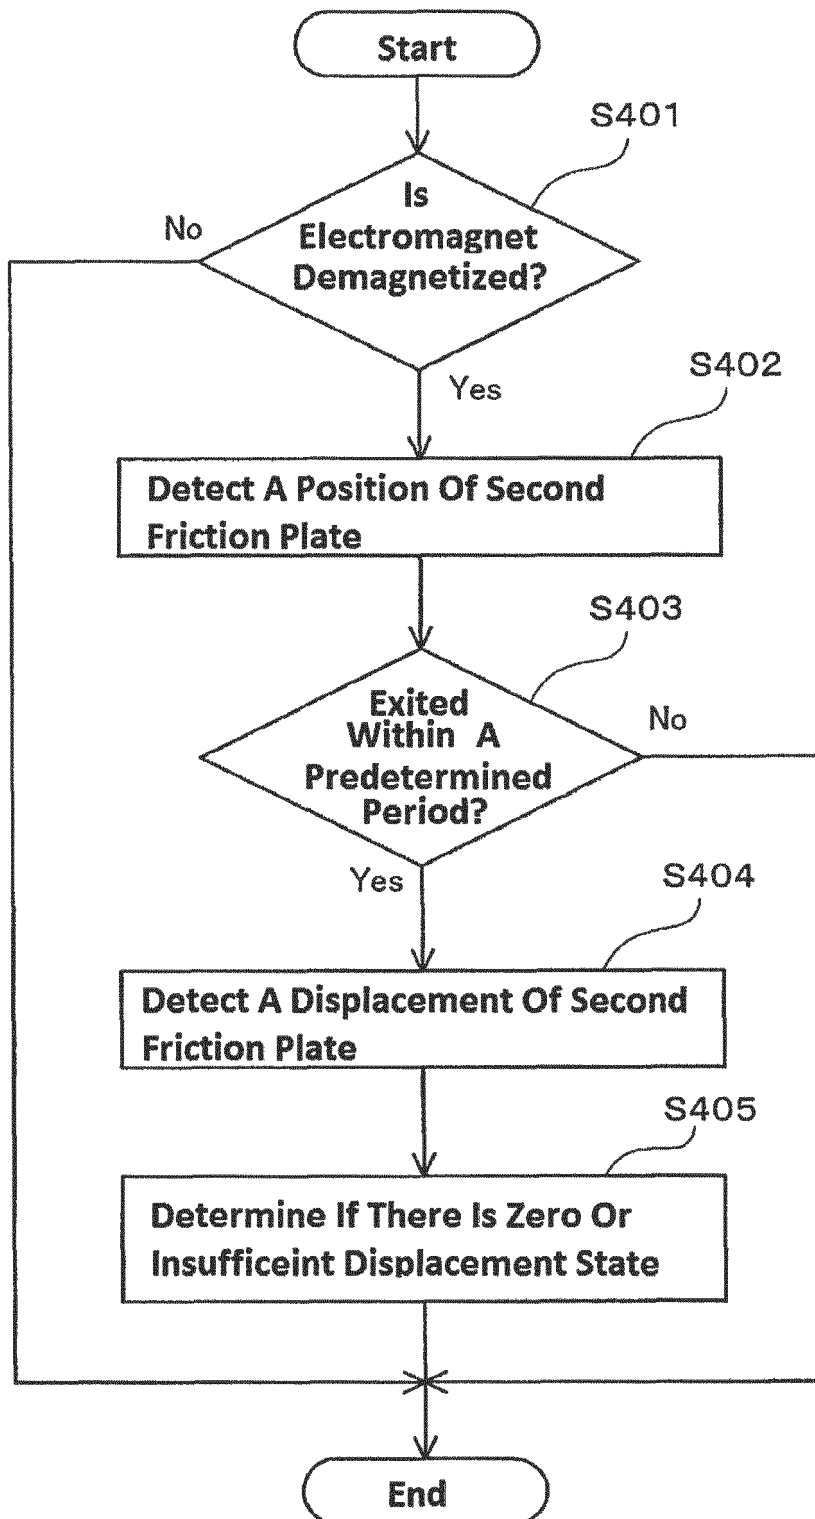 Start
S401
Is
No
Electromagnet
Demagnetized?
S402
Yes
Detect A Position Of Second
Friction Plate
S403
Exited
No
Within A
Predetermined
Period?
Yes
S404
Detect A Displacement Of Second
Friction Plate
S405
Determine If There Is Zero Or
Insufficeint Displacement State
End